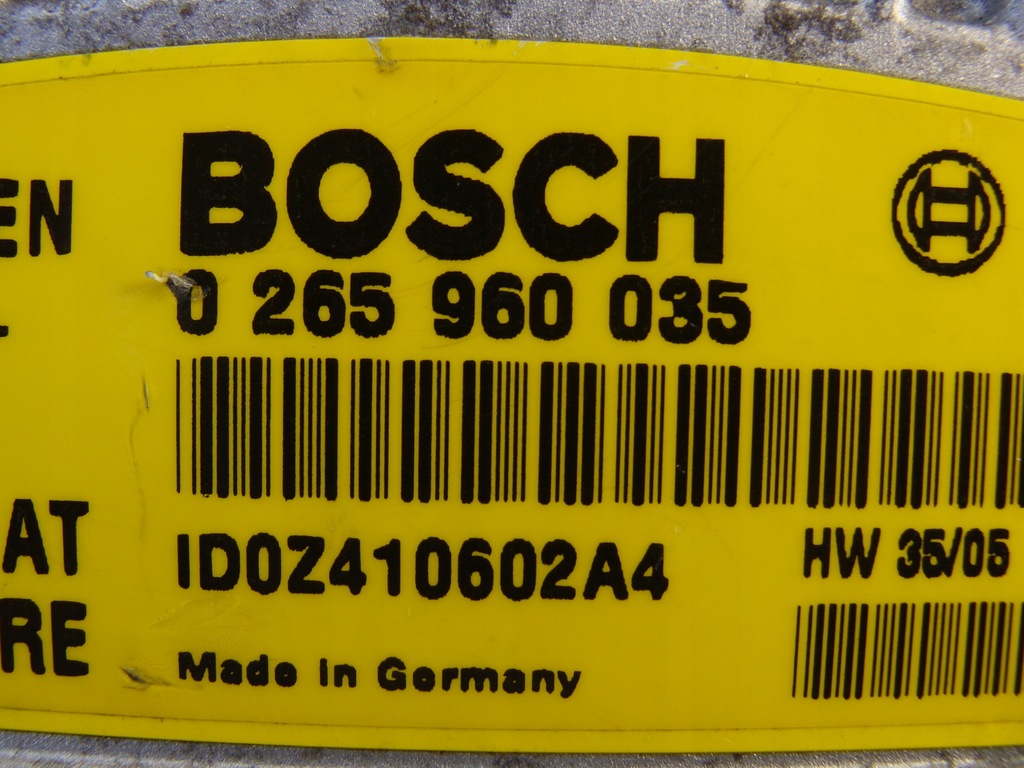 BOSCH
EN
0 265 960 035
ID0Z410602A4
HW 35/05
AT
RE
Made in Germany